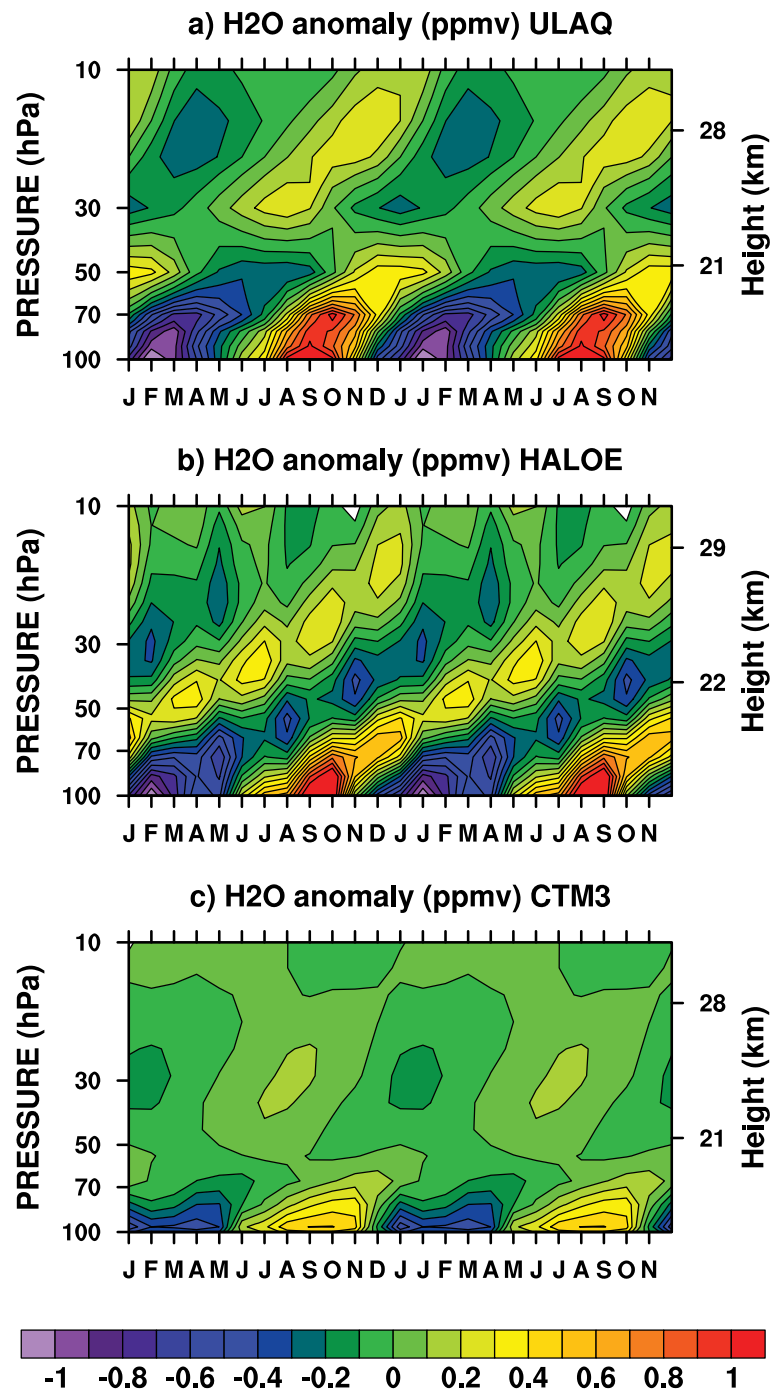 a) H2O anomaly (ppmv) ULAQ
PRESSURE (hPa)
10
30
50
70
100
28
21
Height (km)
J F M A M J J A S O N D J J F M A M J J A S O N
b) H2O anomaly (ppmv) HALOE
PRESSURE (hPa)
10
30
50
70
100
29
22
Height (km)
J F M A M J J A S O N D J J F M A M J J A S O N
c) H2O anomaly (ppmv) CTM3
PRESSURE (hPa)
10
30
50
70
100
28
21
Height (km)
J F M A M J J A S O N D J J F M A M J J A S O N
-1 -0.8 -0.6 -0.4 -0.2 0 0.2 0.4 0.6 0.8 1